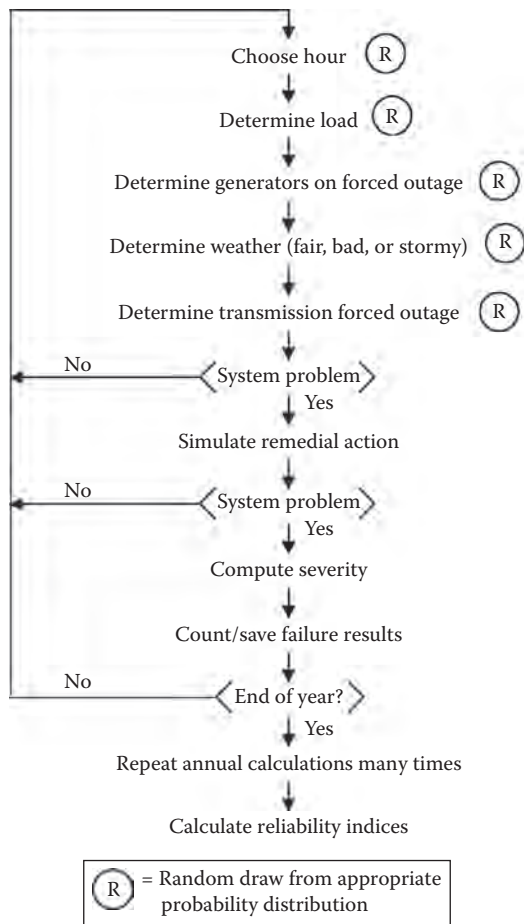 Choose hour R
Determine load R
Determine generators on forced outage R
Determine weather (fair, bad, or stormy) R
Determine transmission forced outage R
No System problem
Yes
Simulate remedial action
No System problem
Yes
Compute severity
Count/save failure results
No End of year?
Yes
Repeat annual calculations many times
Calculate reliability indices
R = Random draw from appropriate
probability distribution